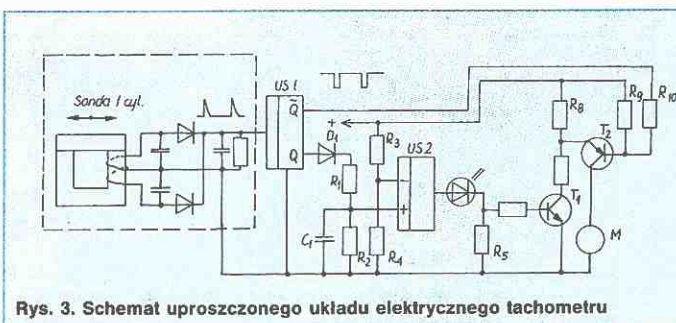 Sonda I cyl.
US 1
Q̄
Q
D₁
R₁
C₁
R₂
+
R₃
R₄
US 2
-
+
R₅
R₈
T₁
T₂
R₉
R₁₀
M
Rys. 3. Schemat uproszczonego układu elektrycznego tachometru